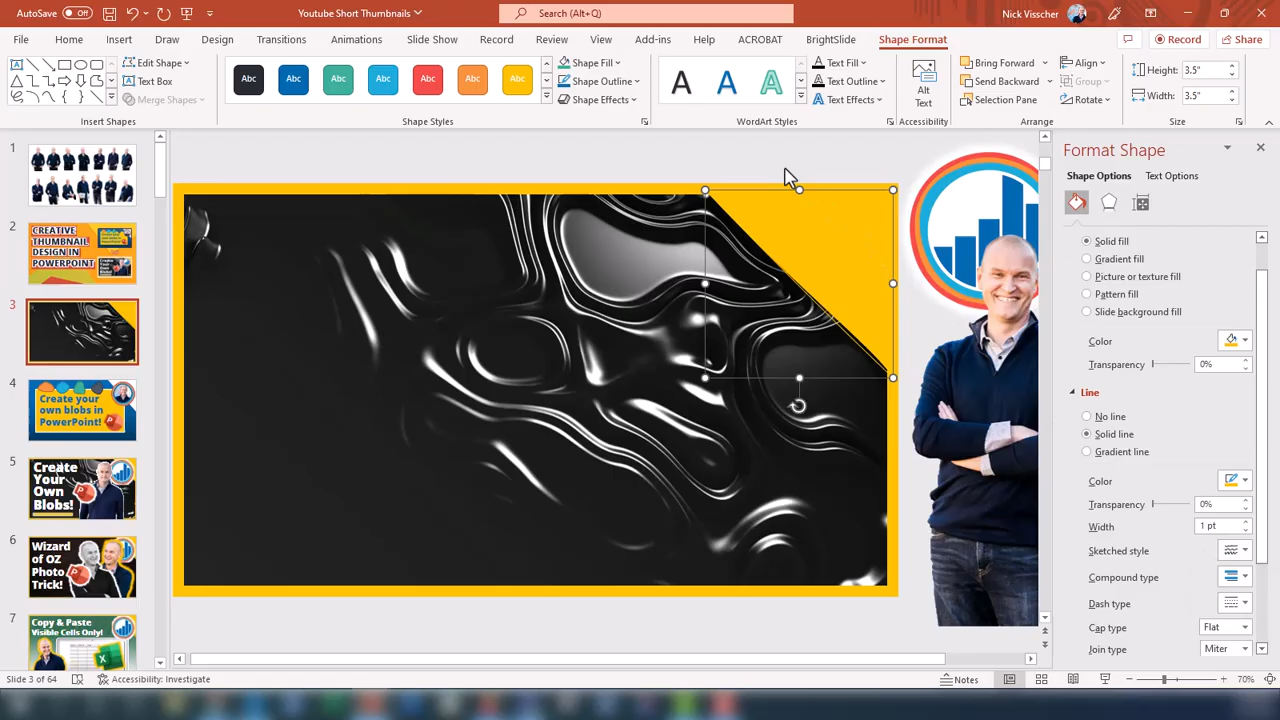 AutoSave Off Youtube Short Thumbnails Search (Alt+Q) Nick Visscher
File Home Insert Draw Design Transitions Animations Slide Show Record Review View Add-ins Help ACROBAT BrightSlide Shape Format Record Share
Edit Shape
Text Box
Merge Shapes
Insert Shapes
Abc Abc Abc Abc Abc Abc Abc
Shape Fill
Shape Outline
Shape Effects
Shape Styles
A A A
Text Fill
Text Outline
Text Effects
WordArt Styles
Alt
Text
Accessibility
Bring Forward
Send Backward
Selection Pane
Align
Group
Rotate
Arrange
Height: 3.5"
Width: 3.5"
Size
1
2
CREATIVE
THUMBNAIL
DESIGN IN
POWERPOINT!
3
4
Create your
own blobs in
PowerPoint!
5
Create
Your
Own
Blobs!
6
Wizard
of OZ
Photo
Trick!
7
Copy & Paste
Visible Cells Only!
Format Shape
Shape Options Text Options
Solid fill
Gradient fill
Picture or texture fill
Pattern fill
Slide background fill
Color
Transparency 0%
Line
No line
Solid line
Gradient line
Color
Transparency 0%
Width 1 pt
Sketched style
Compound type
Dash type
Cap type Flat
Join type Miter
Slide 3 of 64 Accessibility: Investigate Notes 70%